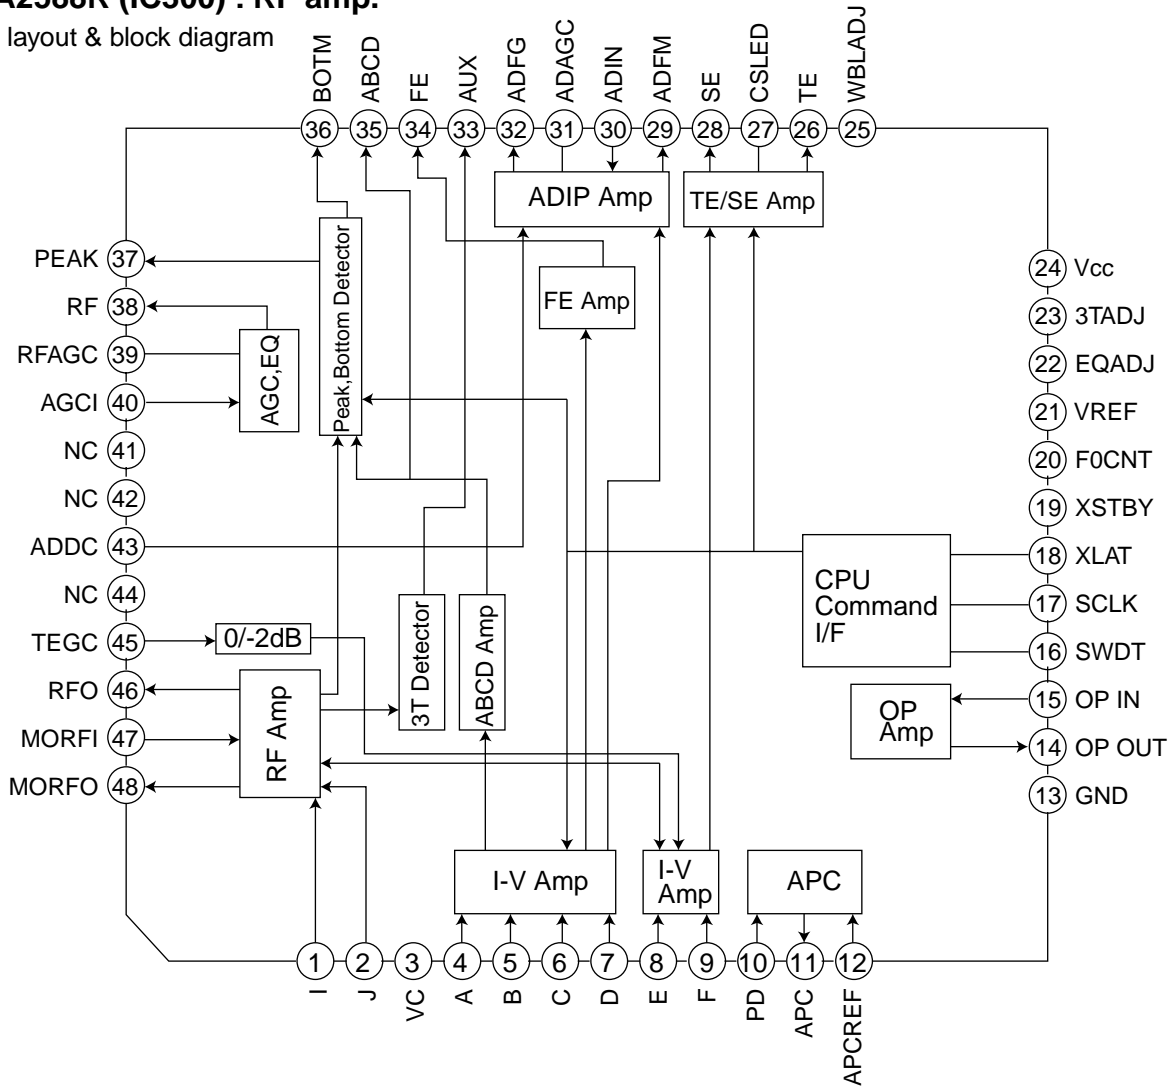 A2988R (IC500) : RF amp.
layout & block diagram
BOTM
ABCD
FE
AUX
ADFG
ADAGC
ADIN
ADFM
SE
CSLED
TE
WBLADJ
36
35
34
33
32
31
30
29
28
27
26
25
ADIP Amp
TE/SE Amp
FE Amp
Peak,Bottom Detector
AGC,EQ
PEAK 37
RF 38
RFAGC 39
AGCI 40
NC 41
NC 42
ADDC 43
NC 44
TEGC 45
RFO 46
MORFI 47
MORFO 48
24 Vcc
23 3TADJ
22 EQADJ
21 VREF
20 F0CNT
19 XSTBY
18 XLAT
17 SCLK
16 SWDT
15 OP IN
14 OP OUT
13 GND
CPU
Command
I/F
OP
Amp
0/-2dB
RF Amp
3T Detector
ABCD Amp
I-V Amp
I-V
Amp
APC
1
2
3
4
5
6
7
8
9
10
11
12
I
J
VC
A
B
C
D
E
F
PD
APC
APCREF